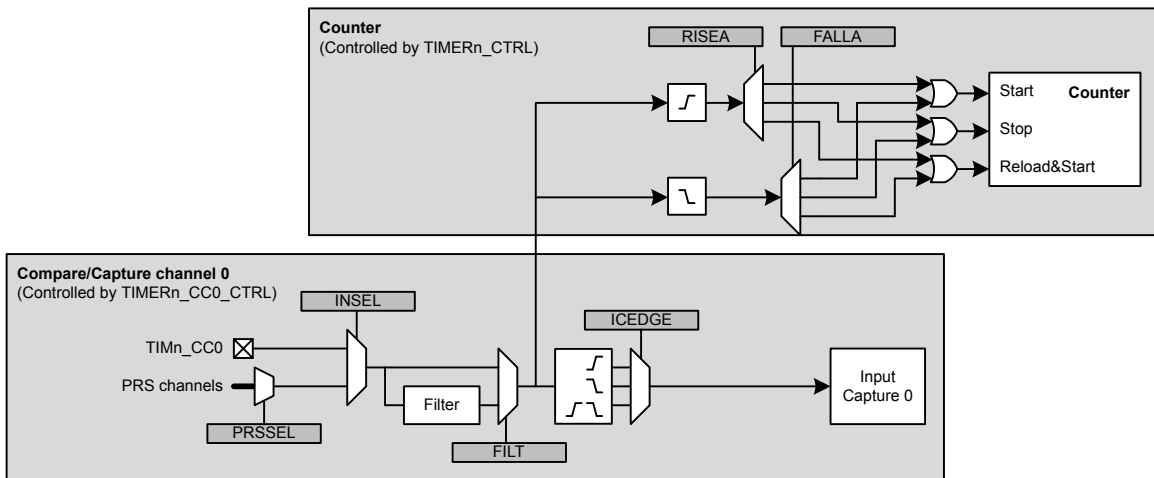 Counter
(Controlled by TIMERn_CTRL)
RISEA
FALLA
Start
Counter
Stop
Reload&Start
Compare/Capture channel 0
(Controlled by TIMERn_CC0_CTRL)
INSEL
ICEDGE
TIMn_CC0
PRS channels
Filter
Input
Capture 0
PRSSEL
FILT